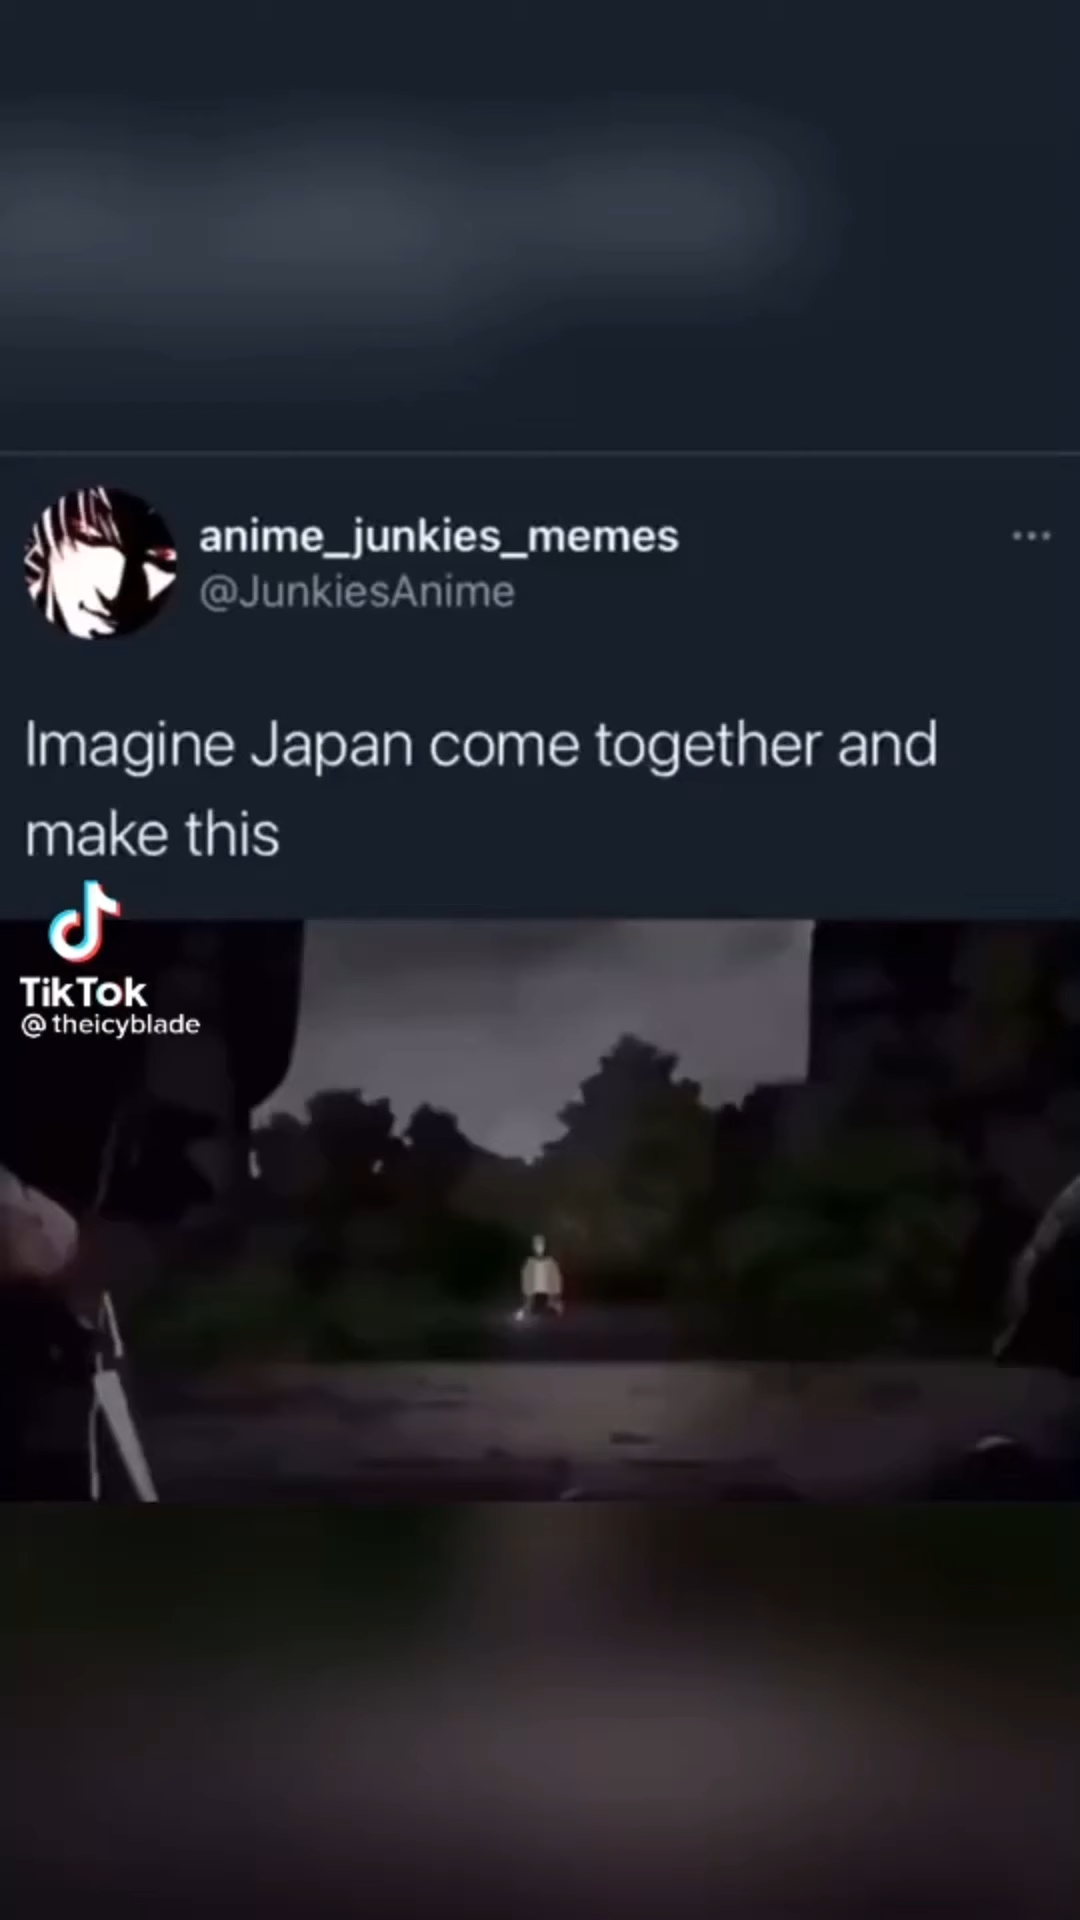 anime_junkies_memes
@JunkiesAnime
Imagine Japan come together and
make this
TikTok
@theicyblade